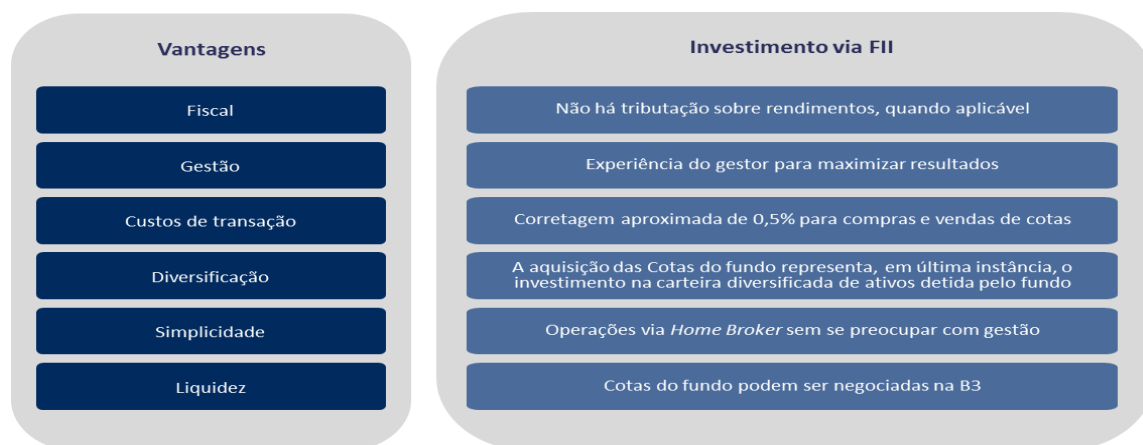 Vantagens
Investimento via FII
Fiscal
Não há tributação sobre rendimentos, quando aplicável
Gestão
Experiência do gestor para maximizar resultados
Custos de transação
Corretagem aproximada de 0,5% para compras e vendas de cotas
Diversificação
A aquisição das Cotas do fundo representa, em última instância, o
investimento na carteira diversificada de ativos detida pelo fundo
Simplicidade
Operações via Home Broker sem se preocupar com gestão
Liquidez
Cotas do fundo podem ser negociadas na B3